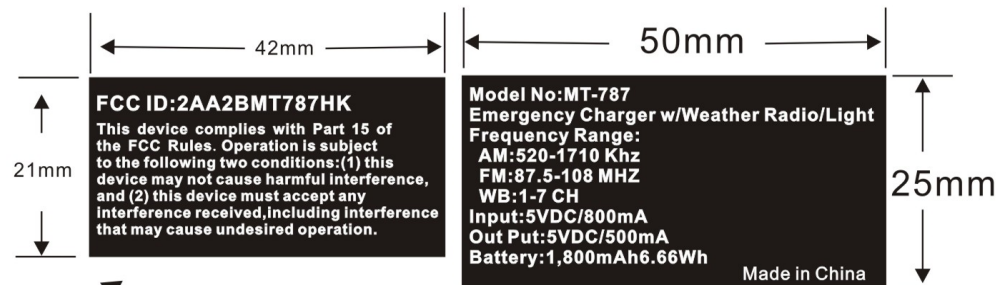 42mm
50mm
21mm
FCC ID:2AA2BMT787HK
This device complies with Part 15 of
the FCC Rules. Operation is subject
to the following two conditions:(1) this
device may not cause harmful interference,
and (2) this device must accept any
interference received,including interference
that may cause undesired operation.
Model No:MT-787
Emergency Charger w/Weather Radio/Light
Frequency Range:
AM:520-1710 Khz
FM:87.5-108 MHZ
WB:1-7 CH
Input:5VDC/800mA
Out Put:5VDC/500mA
Battery:1,800mAh6.66Wh
Made in China
25mm